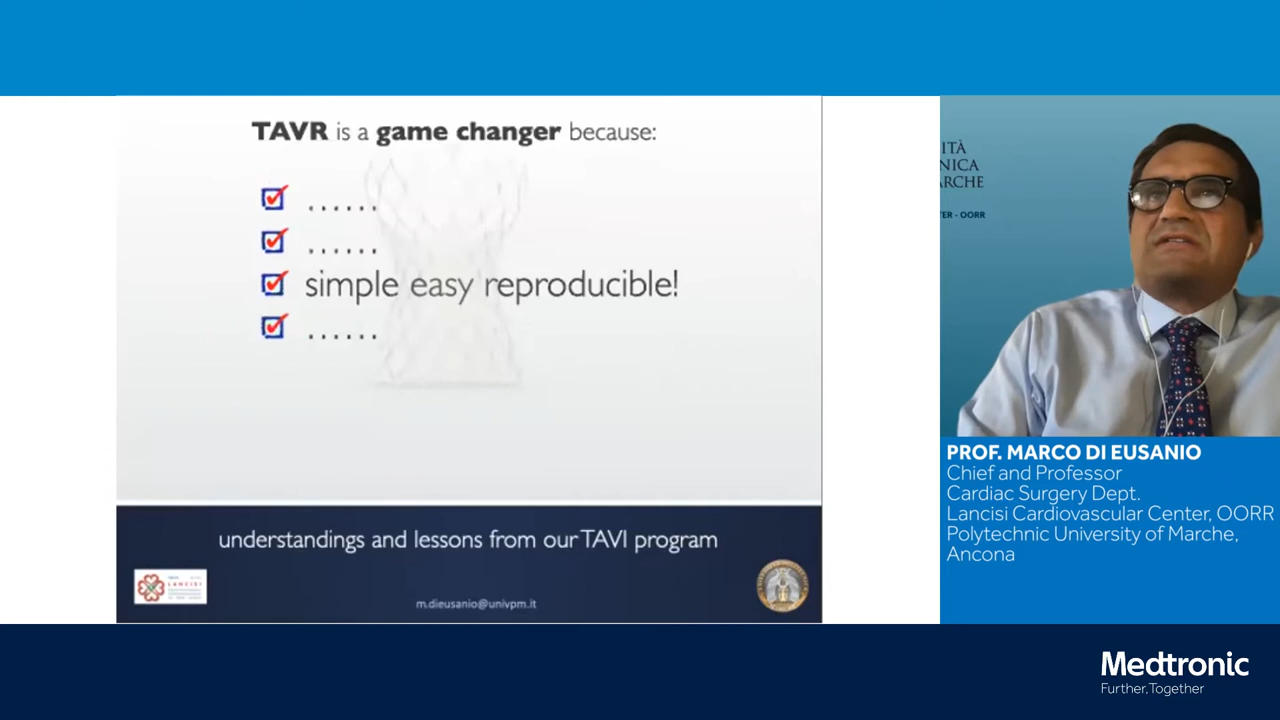 TAVR is a game changer because:
. . . . . .
. . . . . .
simple easy reproducible!
. . . . . .
understandings and lessons from our TAVI program
LANCISI
m.dieusanio@univpm.it
ITÀ
NICA
ARCHE
ER - OORR
PROF. MARCO DI EUSANIO
Chief and Professor
Cardiac Surgery Dept.
Lancisi Cardiovascular Center, OORR
Polytechnic University of Marche,
Ancona
Medtronic
Further, Together